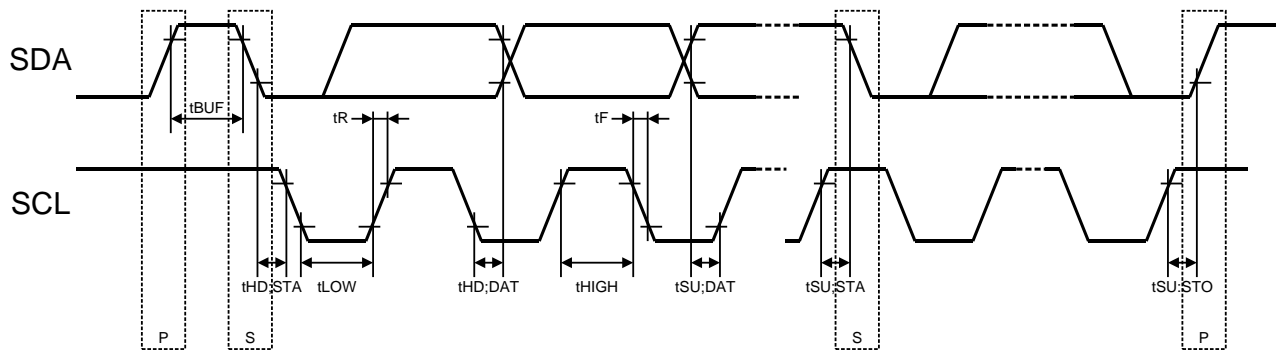 SDA
tBUF
tR
tF
SCL
tHD;STA
tLOW
tHD;DAT
tHIGH
tSU;DAT
tSU;STA
tSU;STO
P
S
S
P